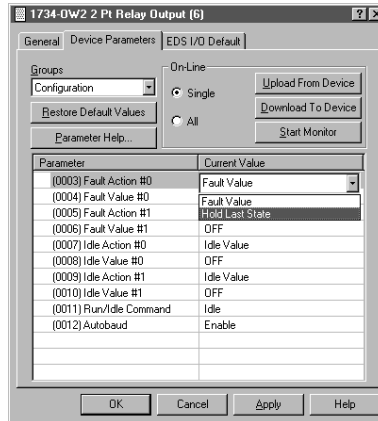 1734-OW2 2 Pt Relay Output (6)
General Device Parameters EDS I/O Default
Groups
Configuration
Restore Default Values
Parameter Help...
On-Line
Single
All
Upload From Device
Download To Device
Start Monitor
Parameter Current Value
(0003) Fault Action #0 Fault Value
(0004) Fault Value #0 Fault Value
(0005) Fault Action #1 Hold Last State
(0006) Fault Value #1 OFF
(0007) Idle Action #0 Idle Value
(0008) Idle Value #0 OFF
(0009) Idle Action #1 Idle Value
(0010) Idle Value #1 OFF
(0011) Run/Idle Command Idle
(0012) Autobaud Enable
OK Cancel Apply Help